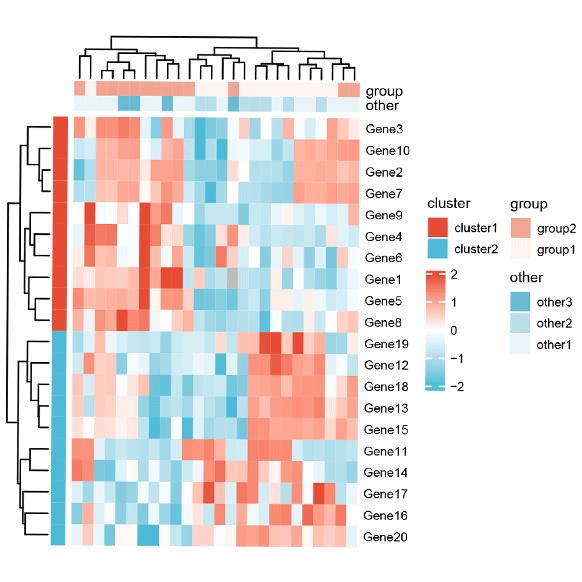 group
other
Gene3
Gene10
Gene2
Gene7
Gene9
Gene4
Gene6
Gene1
Gene5
Gene8
Gene19
Gene12
Gene18
Gene13
Gene15
Gene11
Gene14
Gene17
Gene16
Gene20
cluster
cluster1
cluster2
2
1
0
−1
−2
group
group2
group1
other
other3
other2
other1